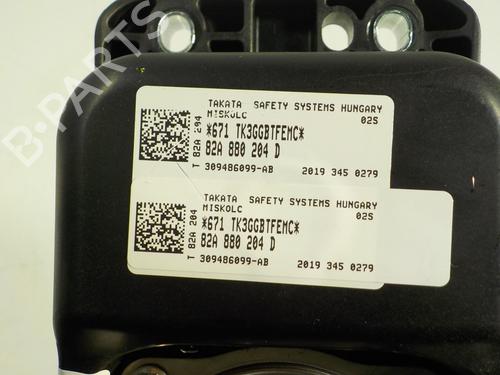 B-PARTS
TAKATA SAFETY SYSTEMS HUNGARY
MISKOLC 02S
*671 TK3GGBTFEMC*
82A 880 204 D
309486099-AB 2019 345 0279
T 82A 204
TAKATA SAFETY SYSTEMS HUNGARY
MISKOLC 02S
*671 TK3GGBTFEMC*
82A 880 204 D
309486099-AB 2019 345 0279
T 82A 204